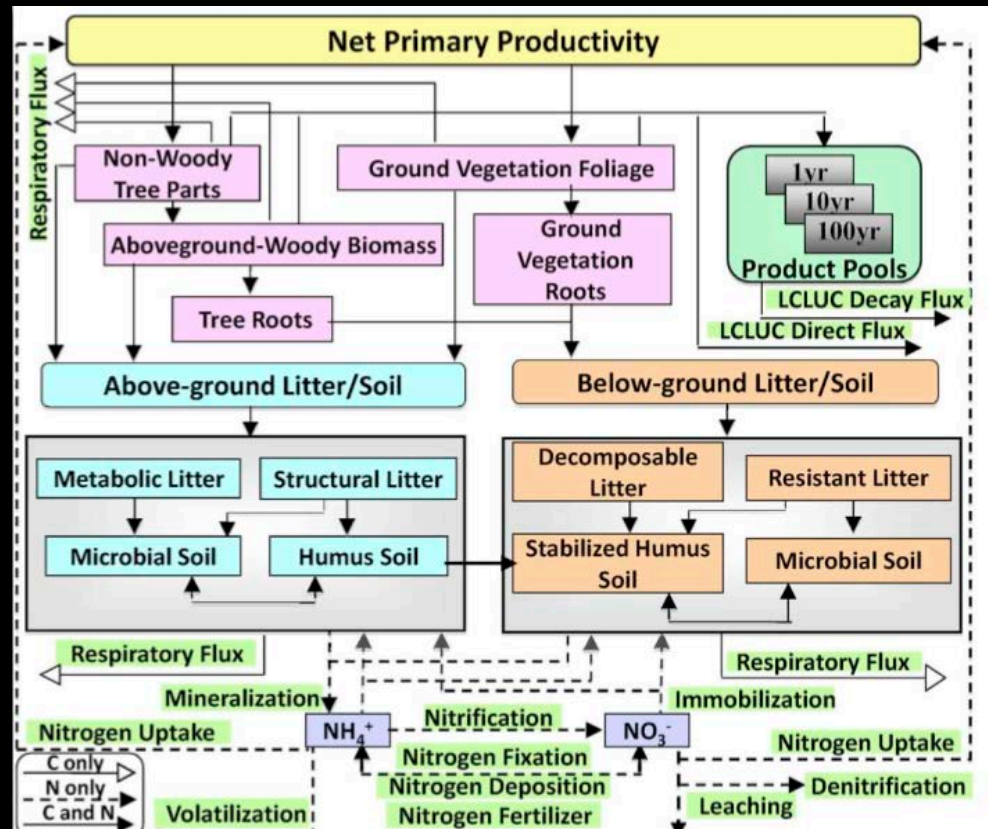 Net Primary Productivity
Respiratory Flux
Non-Woody
Tree Parts
Ground Vegetation Foliage
1yr
10yr
100yr
Product Pools
Aboveground-Woody Biomass
Ground
Vegetation
Roots
Tree Roots
LCLUC Decay Flux
LCLUC Direct Flux
Above-ground Litter/Soil
Below-ground Litter/Soil
Metabolic Litter
Structural Litter
Decomposable
Litter
Resistant Litter
Microbial Soil
Humus Soil
Stabilized Humus
Soil
Microbial Soil
Respiratory Flux
Respiratory Flux
Mineralization
Immobilization
NH₄⁺
Nitrification
NO₃⁻
Nitrogen Uptake
Nitrogen Uptake
Nitrogen Fixation
Nitrogen Deposition
Nitrogen Fertilizer
Denitrification
Leaching
Volatilization
C only
N only
C and N